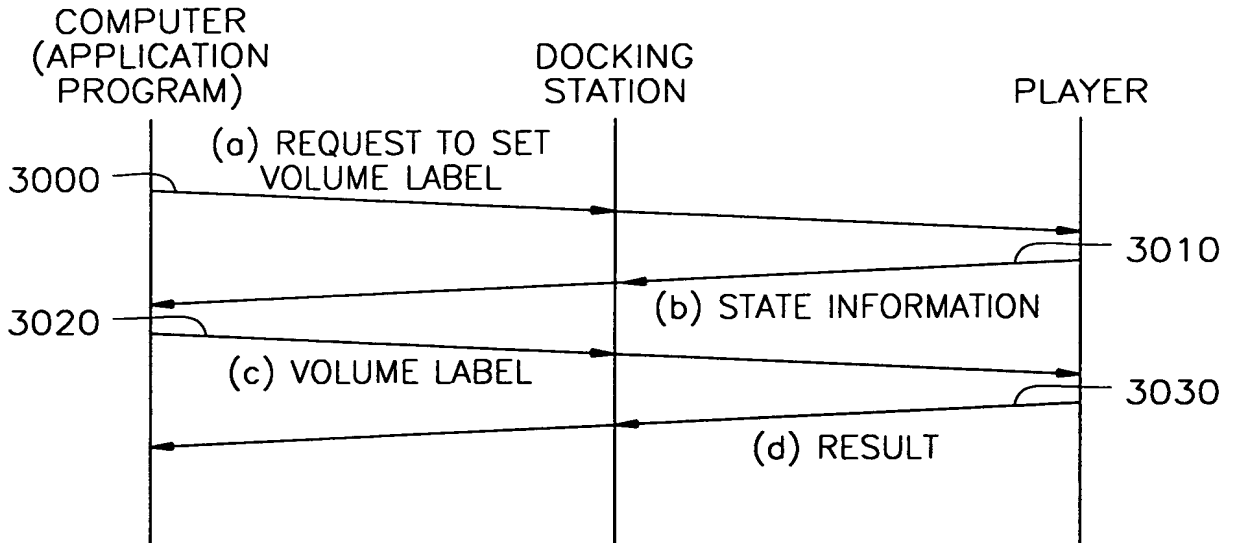 COMPUTER
(APPLICATION
PROGRAM)
DOCKING
STATION
PLAYER
(a) REQUEST TO SET
VOLUME LABEL
3000
3010
(b) STATE INFORMATION
3020
(c) VOLUME LABEL
3030
(d) RESULT